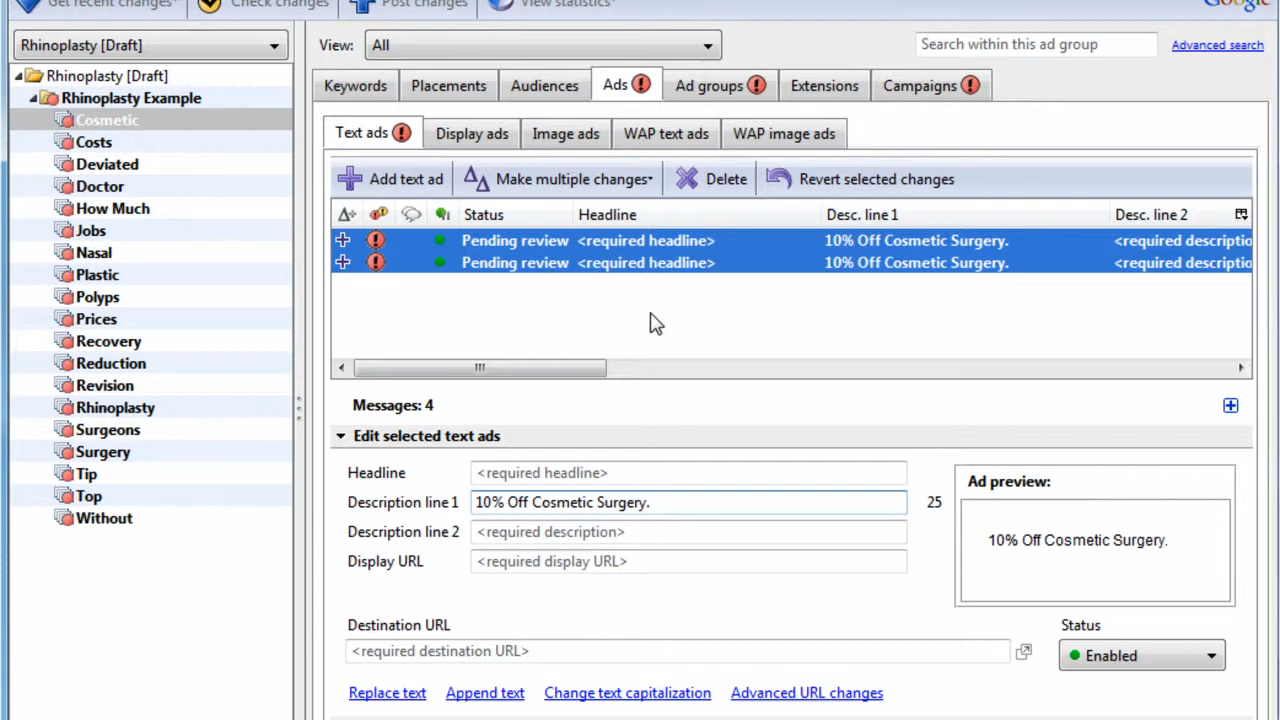 Get recent changes
Check changes
Post changes
View statistics
Google
Rhinoplasty [Draft]
View:
All
Search within this ad group
Advanced search
Rhinoplasty [Draft]
Rhinoplasty Example
Cosmetic
Costs
Deviated
Doctor
How Much
Jobs
Nasal
Plastic
Polyps
Prices
Recovery
Reduction
Revision
Rhinoplasty
Surgeons
Surgery
Tip
Top
Without
Keywords Placements Audiences Ads Ad groups Extensions Campaigns
Text ads Display ads Image ads WAP text ads WAP image ads
Add text ad Make multiple changes Delete Revert selected changes
Status Headline Desc. line 1 Desc. line 2
Pending review <required headline> 10% Off Cosmetic Surgery. <required descriptio
Pending review <required headline> 10% Off Cosmetic Surgery. <required descriptio
Messages: 4
Edit selected text ads
Headline <required headline>
Description line 1 10% Off Cosmetic Surgery. 25
Description line 2 <required description>
Display URL <required display URL>
Ad preview:
10% Off Cosmetic Surgery.
Destination URL
<required destination URL>
Status
Enabled
Replace text Append text Change text capitalization Advanced URL changes